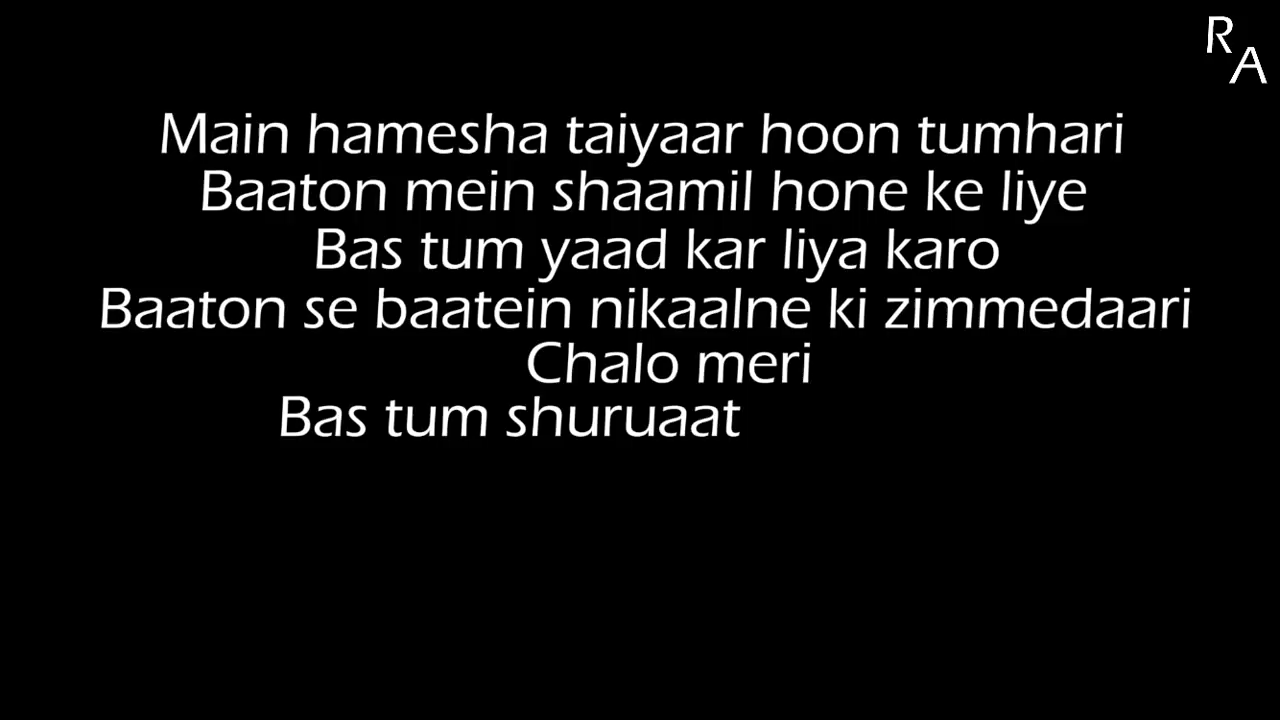 R
A
Main hamesha taiyaar hoon tumhari
Baaton mein shaamil hone ke liye
Bas tum yaad kar liya karo
Baaton se baatein nikaalne ki zimmedaari
Chalo meri
Bas tum shuruaat